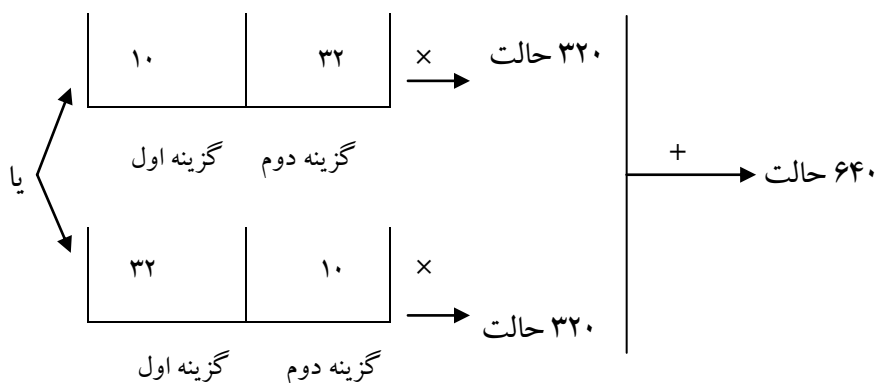 ۱۰ ۳۲ × ۳۲۰ حالت
گزینه اول گزینه دوم
یا
+ ۶۴۰ حالت
۳۲ ۱۰ ×
۳۲۰ حالت
گزینه اول گزینه دوم